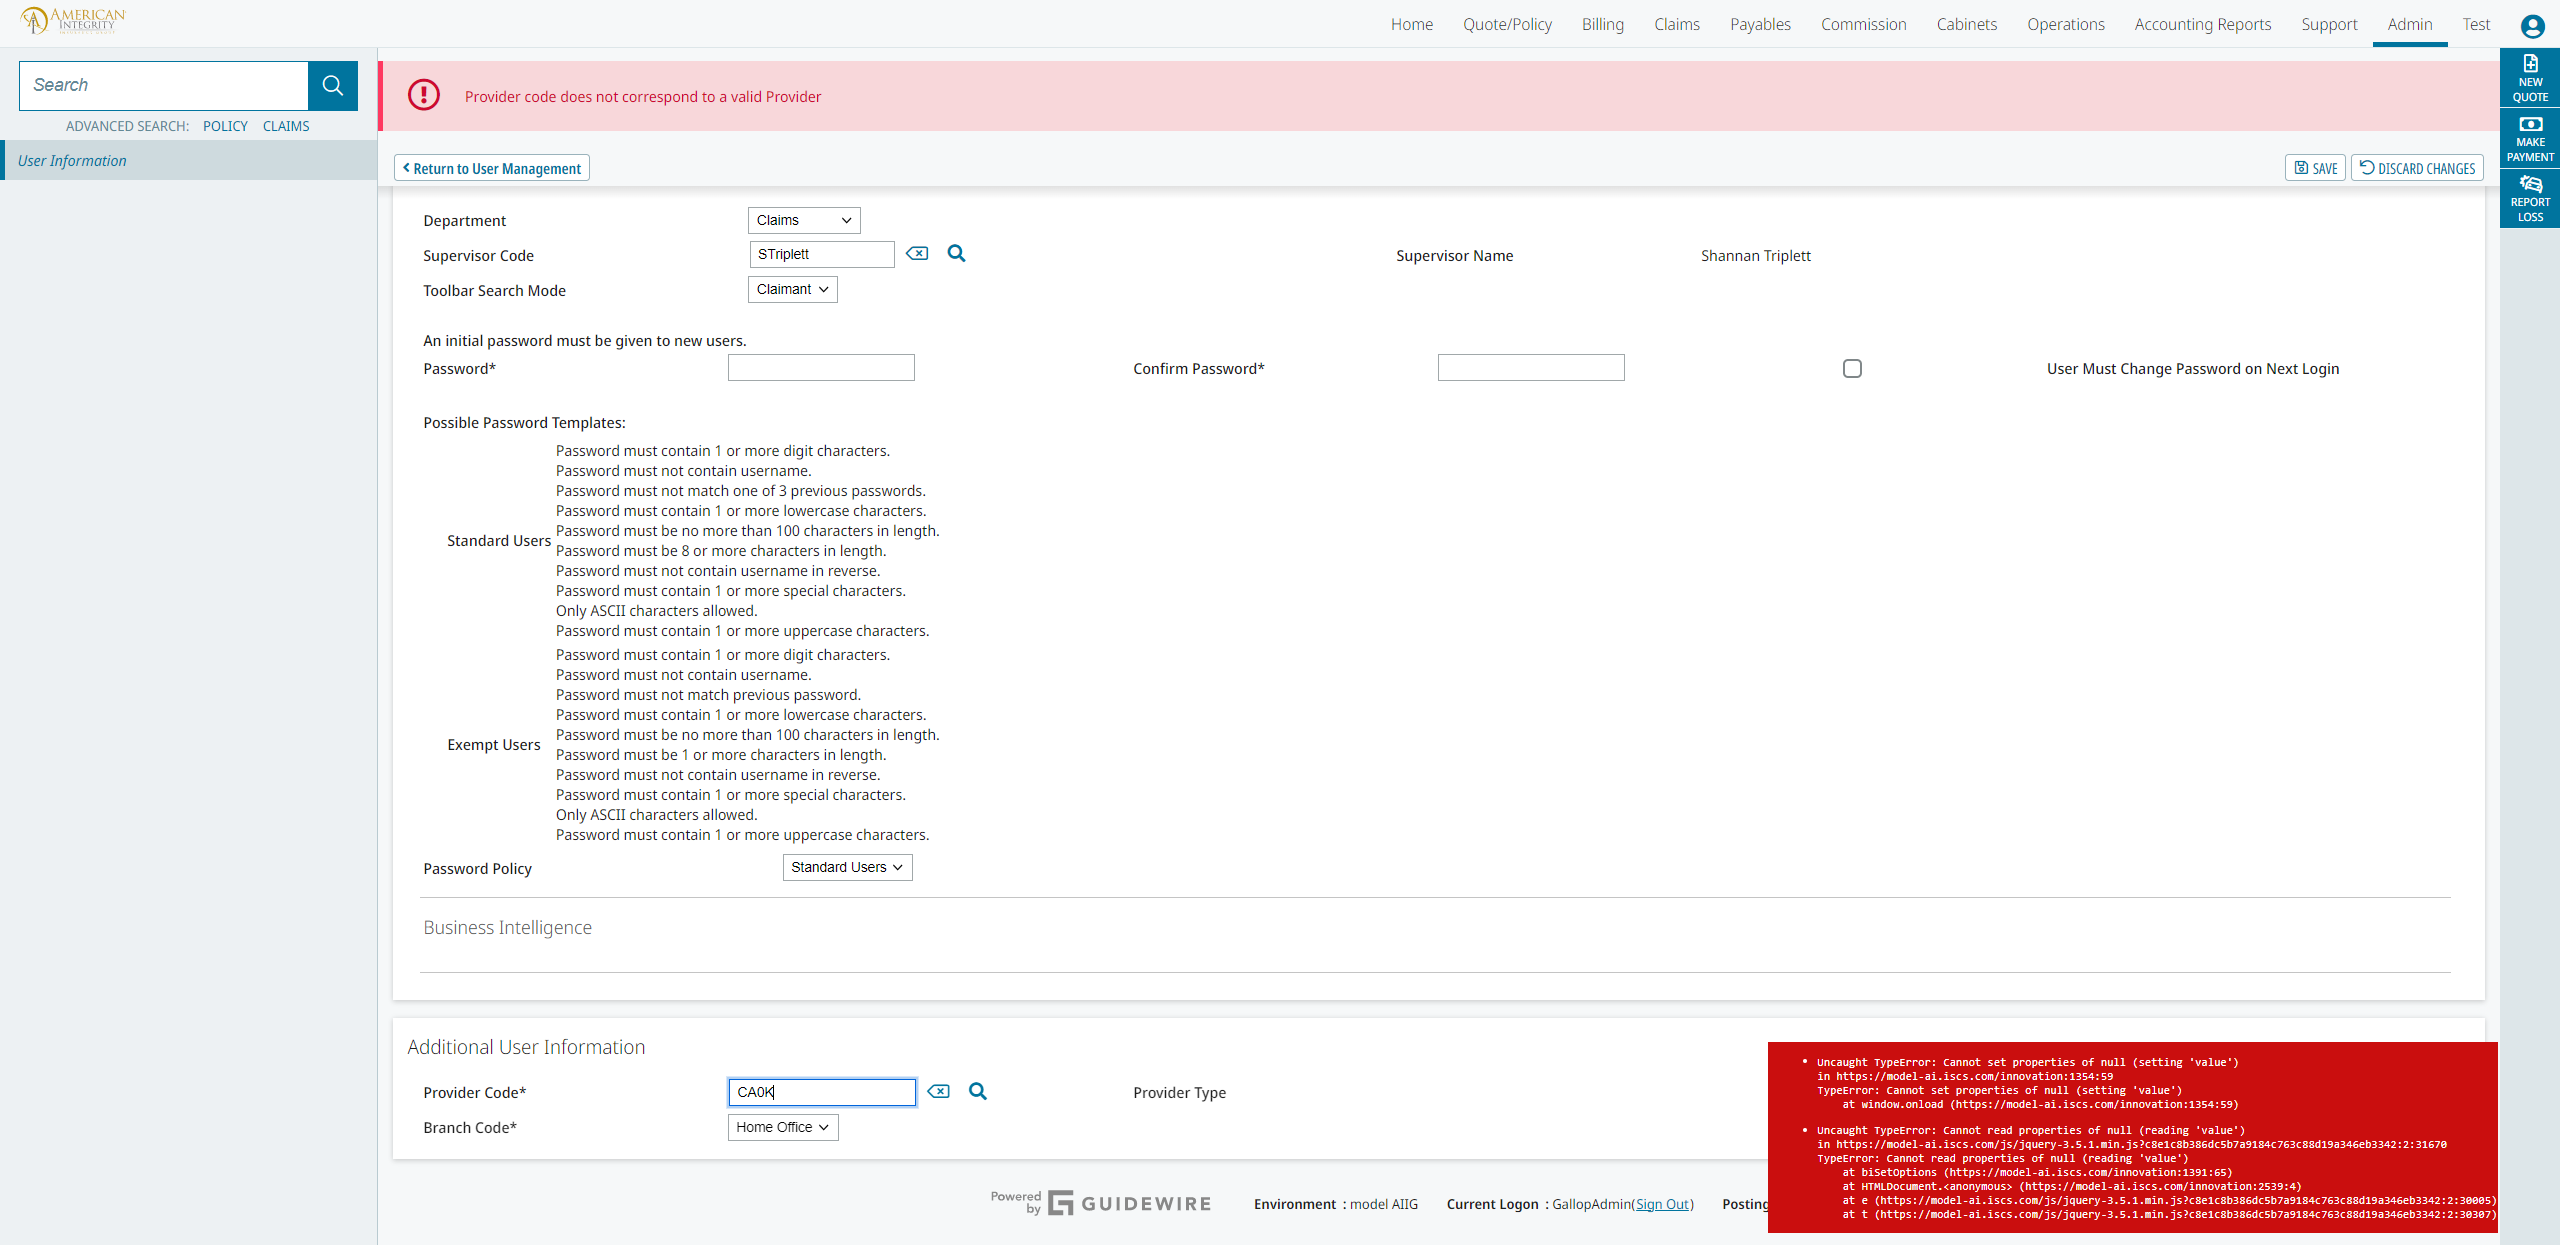 AMERICAN
INTEGRITY
Home Quote/Policy Billing Claims Payables Commission Cabinets Operations Accounting Reports Support Admin Test
Search
ADVANCED SEARCH: POLICY CLAIMS
User Information
Provider code does not correspond to a valid Provider
NEW
QUOTE
MAKE
PAYMENT
REPORT
LOSS
Return to User Management
SAVE DISCARD CHANGES
Department Claims
Supervisor Code STriplett Supervisor Name Shannan Triplett
Toolbar Search Mode Claimant
An initial password must be given to new users.
Password* Confirm Password* User Must Change Password on Next Login
Possible Password Templates:
Standard Users
Password must contain 1 or more digit characters.
Password must not contain username.
Password must not match one of 3 previous passwords.
Password must contain 1 or more lowercase characters.
Password must be no more than 100 characters in length.
Password must be 8 or more characters in length.
Password must not contain username in reverse.
Password must contain 1 or more special characters.
Only ASCII characters allowed.
Password must contain 1 or more uppercase characters.
Exempt Users
Password must contain 1 or more digit characters.
Password must not contain username.
Password must not match previous password.
Password must contain 1 or more lowercase characters.
Password must be no more than 100 characters in length.
Password must be 1 or more characters in length.
Password must not contain username in reverse.
Password must contain 1 or more special characters.
Only ASCII characters allowed.
Password must contain 1 or more uppercase characters.
Password Policy Standard Users
Business Intelligence
Additional User Information
Provider Code* CA0K Provider Type
Branch Code* Home Office
Powered
by GUIDEWIRE
Environment : model AIIG Current Logon : GallopAdmin(Sign Out) Posting
• Uncaught TypeError: Cannot set properties of null (setting 'value')
in https://model-ai.iscs.com/innovation:1354:59
TypeError: Cannot set properties of null (setting 'value')
at window.onload (https://model-ai.iscs.com/innovation:1354:59)
• Uncaught TypeError: Cannot read properties of null (reading 'value')
in https://model-ai.iscs.com/js/jquery-3.5.1.min.js?c8e1c8b386dc5b7a9184c763c88d19a346eb3342:2:31670
TypeError: Cannot read properties of null (reading 'value')
at biSetOptions (https://model-ai.iscs.com/innovation:1391:65)
at HTMLDocument.<anonymous> (https://model-ai.iscs.com/innovation:2539:4)
at e (https://model-ai.iscs.com/js/jquery-3.5.1.min.js?c8e1c8b386dc5b7a9184c763c88d19a346eb3342:2:30005)
at t (https://model-ai.iscs.com/js/jquery-3.5.1.min.js?c8e1c8b386dc5b7a9184c763c88d19a346eb3342:2:30307)